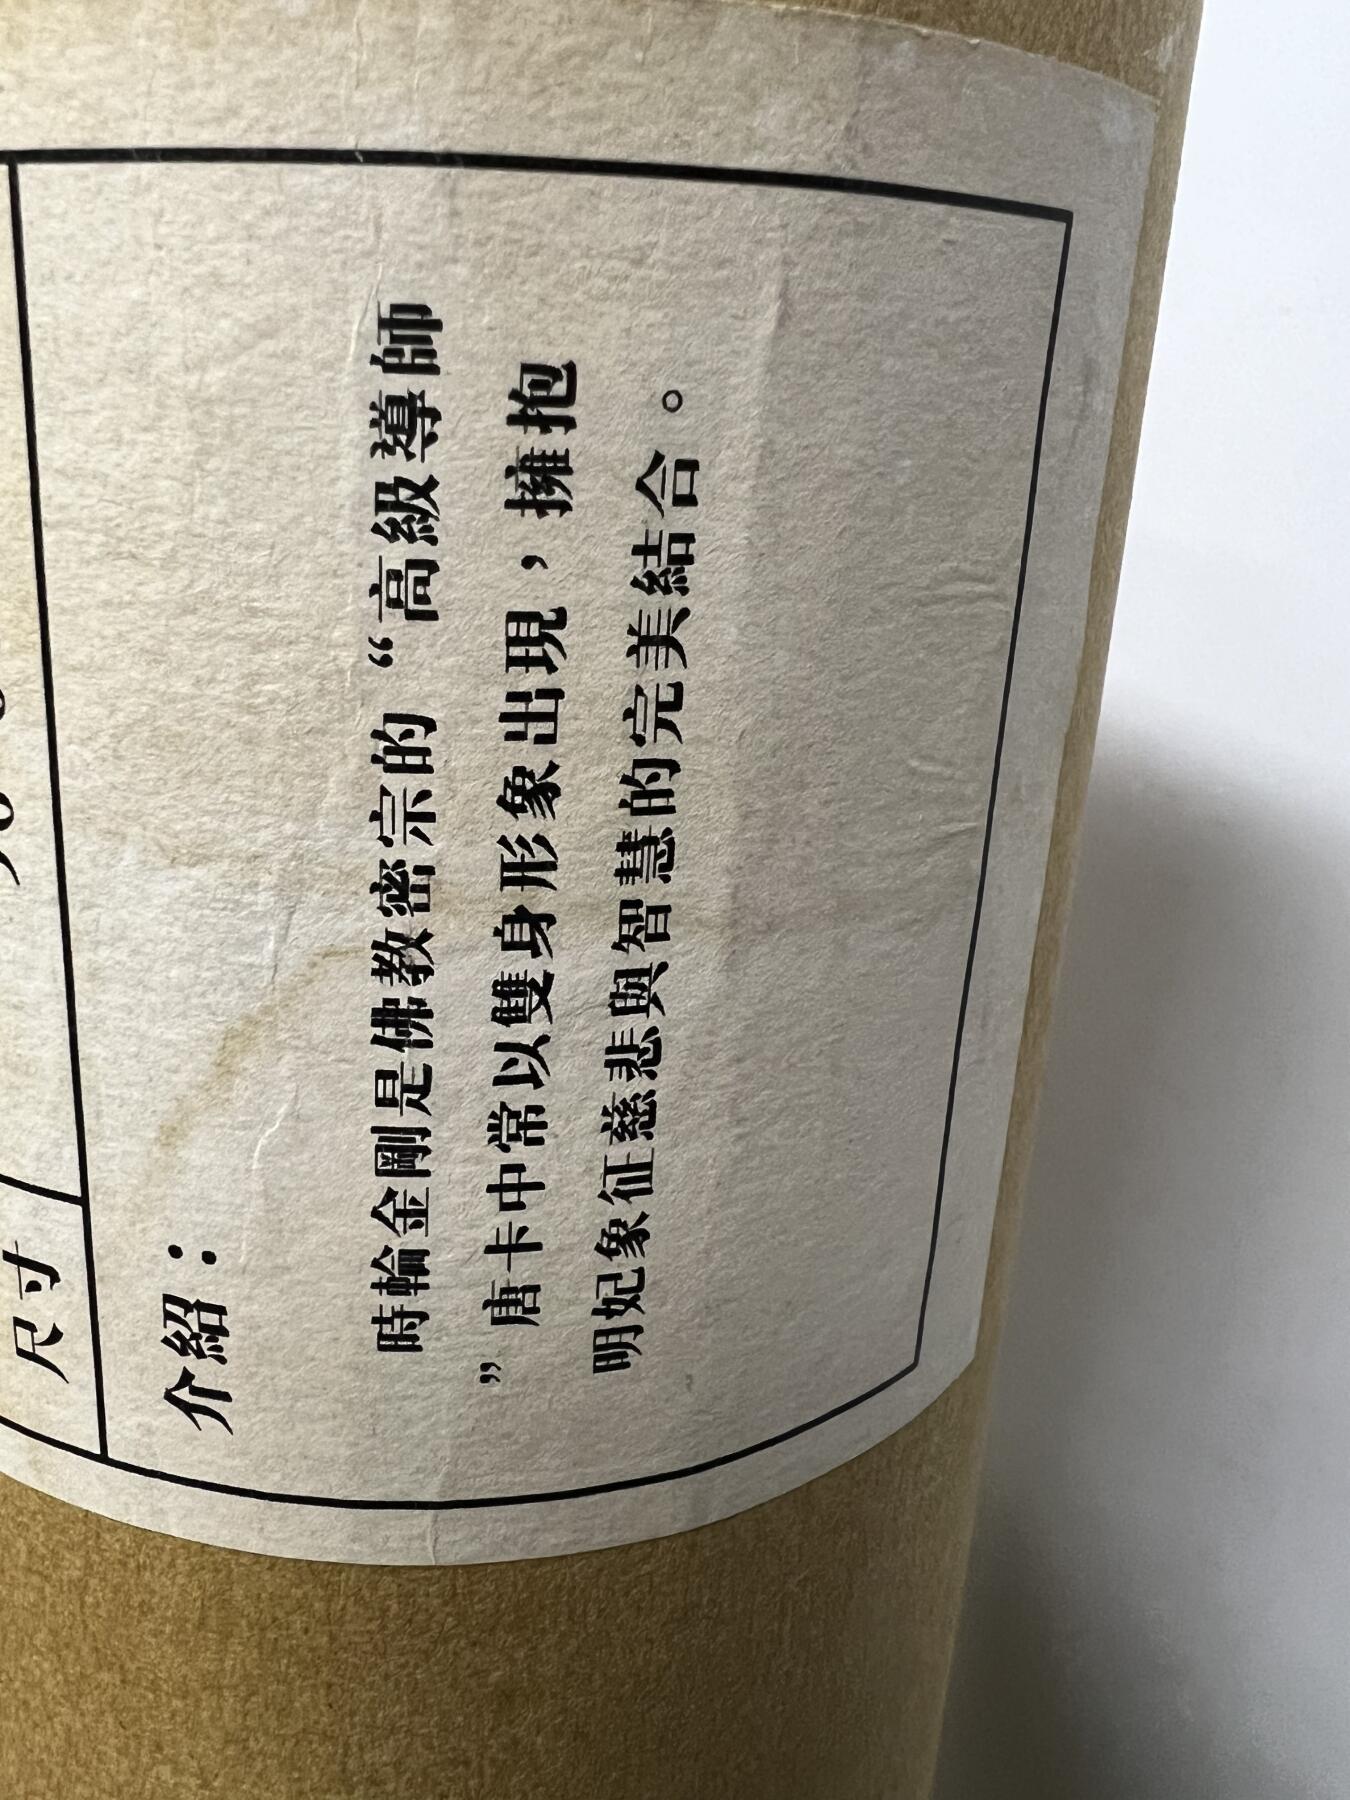 尺寸
介紹：
時輪金剛是佛教密宗的“高級導師
”唐卡中常以雙身形象出現，擁抱
明妃象征慈悲與智慧的完美結合。